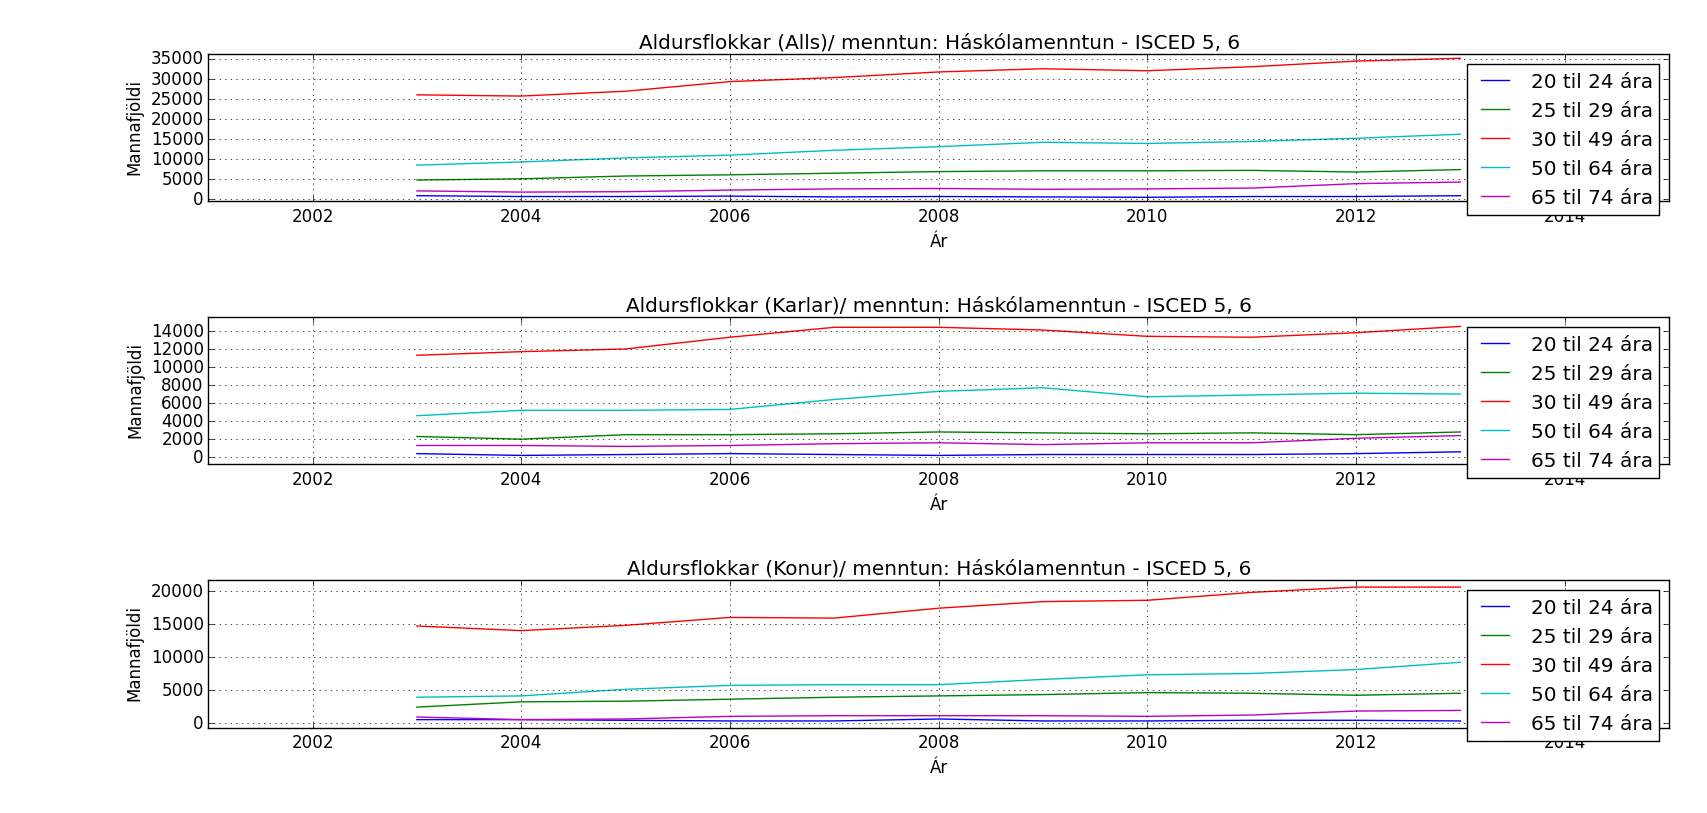 Aldursflokkar (Alls)/ menntun: Háskólamenntun - ISCED 5, 6
Mannafjöldi
35000
30000
25000
20000
15000
10000
5000
0
20 til 24 ára
25 til 29 ára
30 til 49 ára
50 til 64 ára
65 til 74 ára
2002 2004 2006 2008 2010 2012 2014
Ár
Aldursflokkar (Karlar)/ menntun: Háskólamenntun - ISCED 5, 6
Mannafjöldi
14000
12000
10000
8000
6000
4000
2000
0
20 til 24 ára
25 til 29 ára
30 til 49 ára
50 til 64 ára
65 til 74 ára
2002 2004 2006 2008 2010 2012 2014
Ár
Aldursflokkar (Konur)/ menntun: Háskólamenntun - ISCED 5, 6
Mannafjöldi
20000
15000
10000
5000
0
20 til 24 ára
25 til 29 ára
30 til 49 ára
50 til 64 ára
65 til 74 ára
2002 2004 2006 2008 2010 2012 2014
Ár